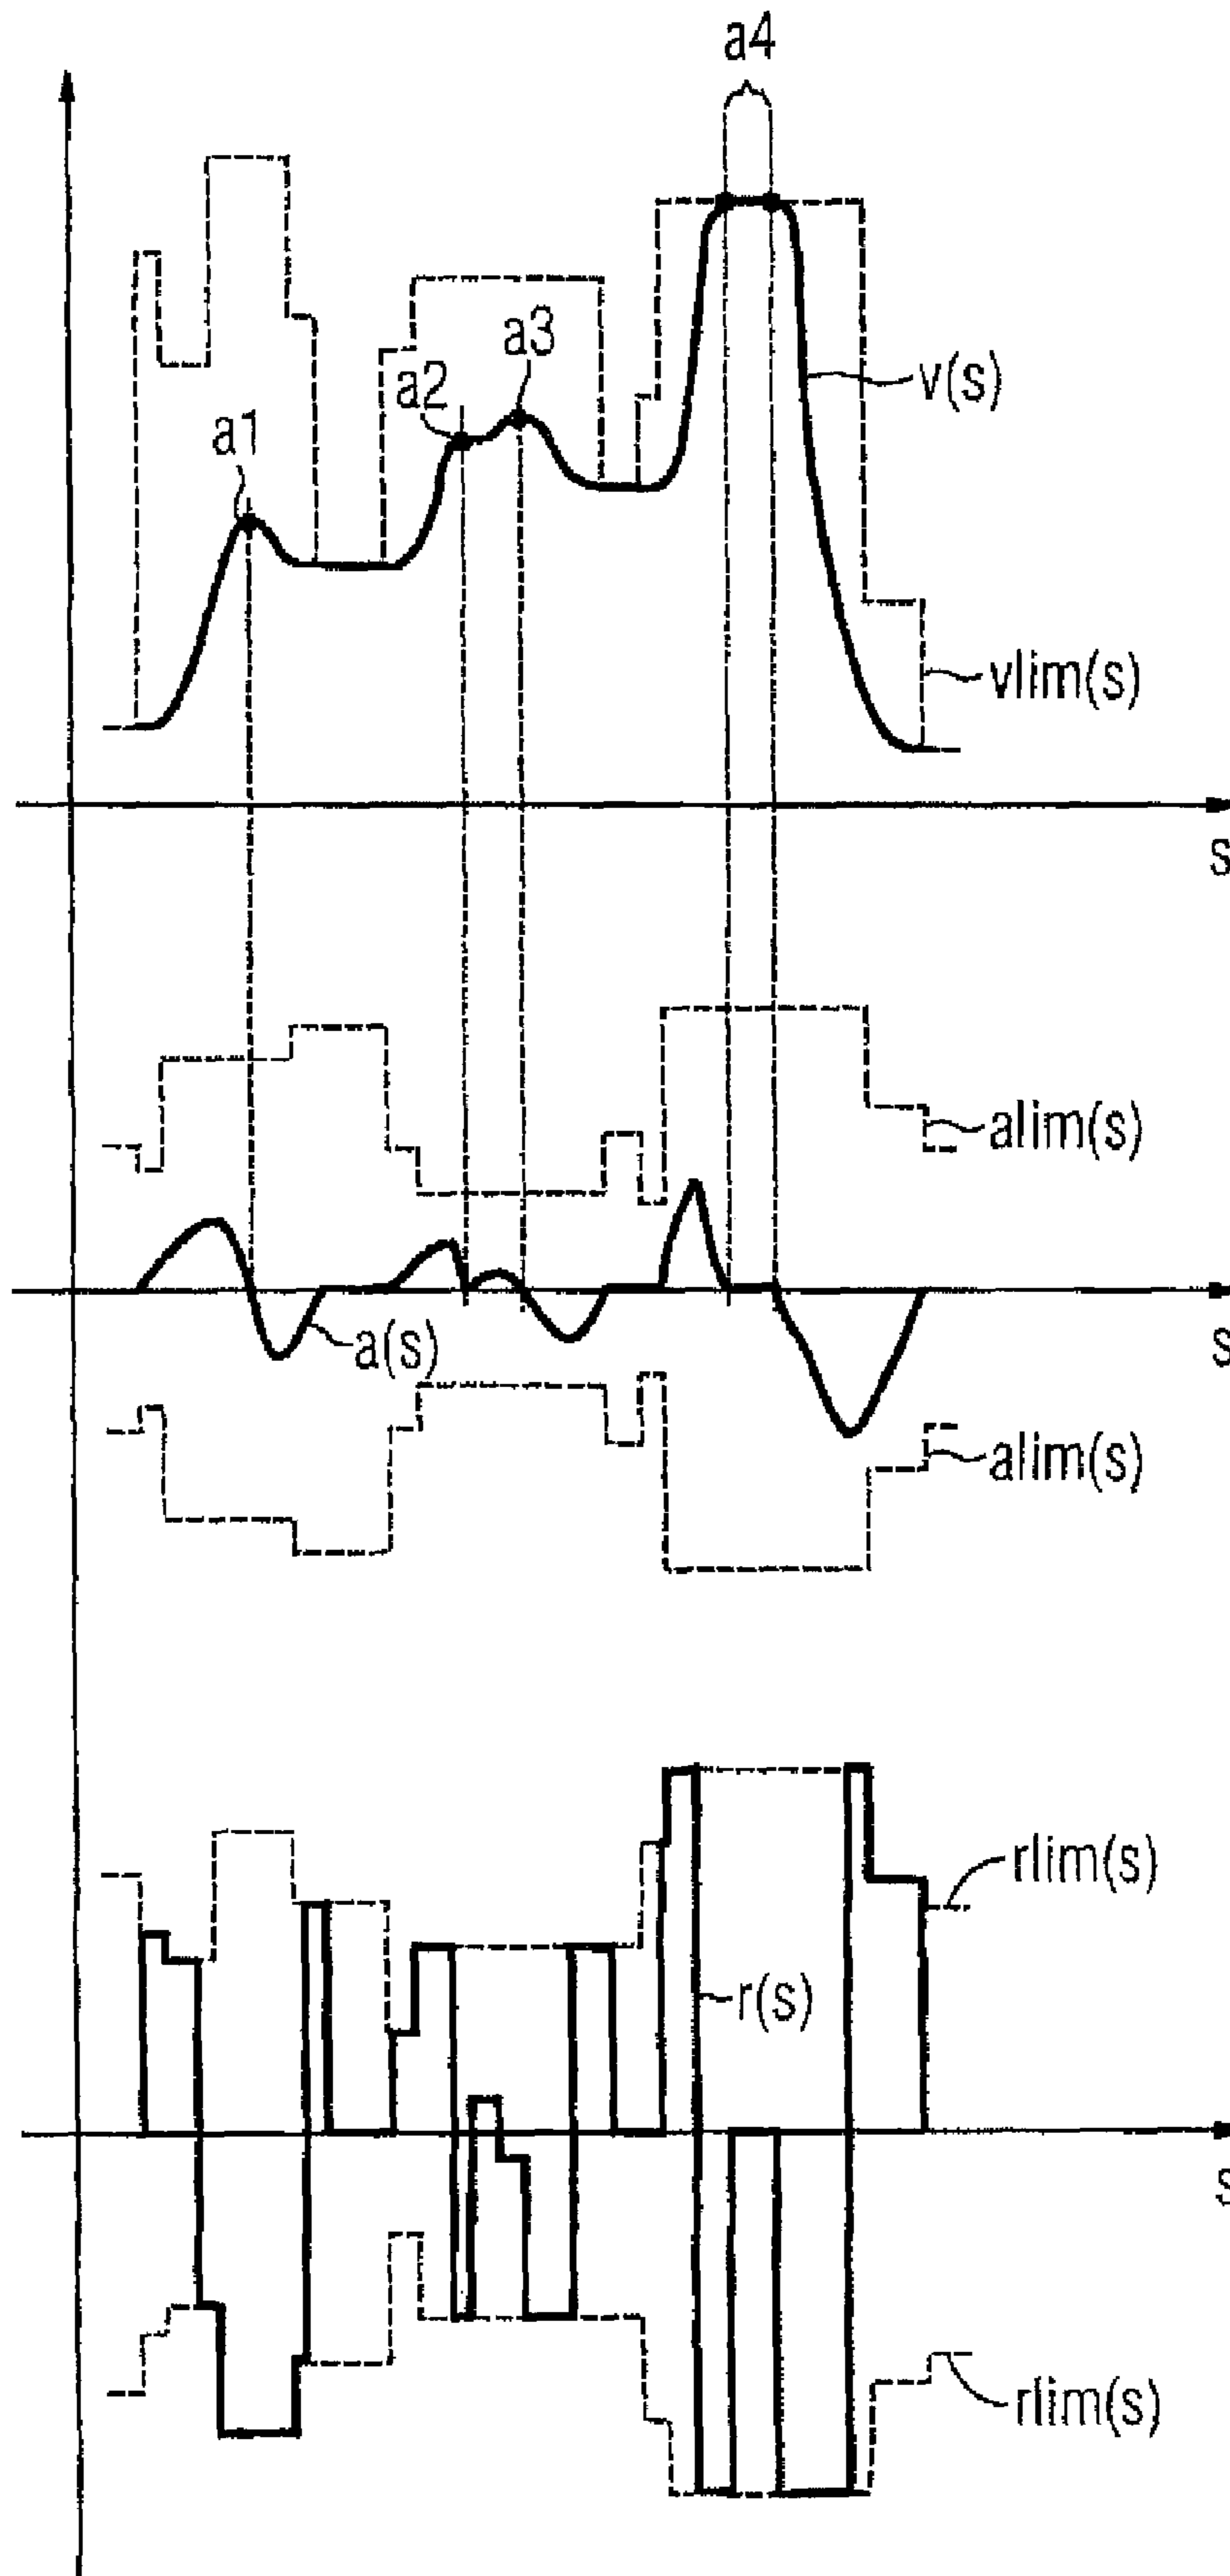 a4
a3
a2
a1
v(s)
vlim(s)
s
alim(s)
a(s)
s
alim(s)
rlim(s)
r(s)
s
rlim(s)